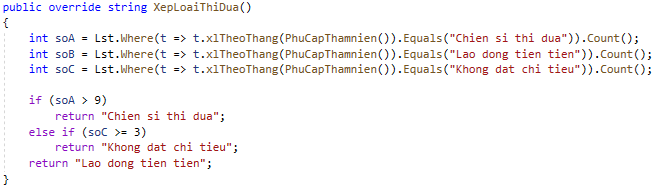 public override string XepLoaiThiDua()
{
    int soA = Lst.Where(t => t.xlTheoThang(PhuCapThamnien()).Equals("Chien si thi dua")).Count();
    int soB = Lst.Where(t => t.xlTheoThang(PhuCapThamnien()).Equals("Lao dong tien tien")).Count();
    int soC = Lst.Where(t => t.xlTheoThang(PhuCapThamnien()).Equals("Khong dat chi tieu")).Count();

    if (soA > 9)
        return "Chien si thi dua";
    else if (soC >= 3)
        return "Khong dat chi tieu";
    return "Lao dong tien tien";
}